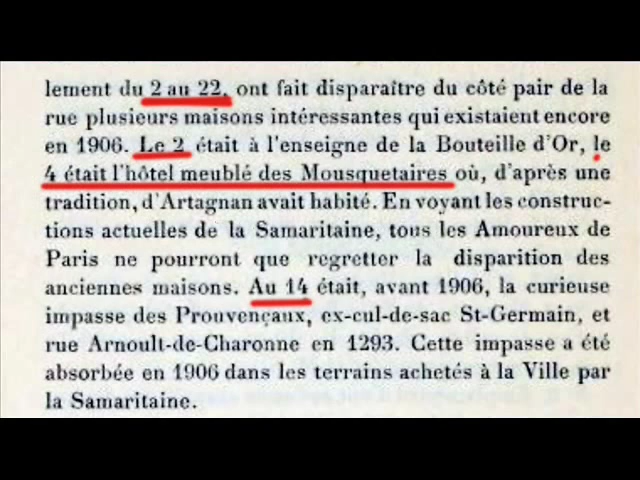 lement du 2 au 22, ont fait disparaître du côté pair de la
rue plusieurs maisons intéressantes qui existaient encore
en 1906. Le 2 était à l'enseigne de la Bouteille d'Or, le
4 était l'hôtel meublé des Mousquetaires où, d'après une
tradition, d'Artagnan avait habité. En voyant les construc-
tions actuelles de la Samaritaine, tous les Amoureux de
Paris ne pourront que regretter la disparition des
anciennes maisons. Au 14 était, avant 1906, la curieuse
impasse des Prouvençaux, ex-cul-de-sac St-Germain, et
rue Arnoult-de-Charonne en 1293. Cette impasse a été
absorbée en 1906 dans les terrains achetés à la Ville par
la Samaritaine.